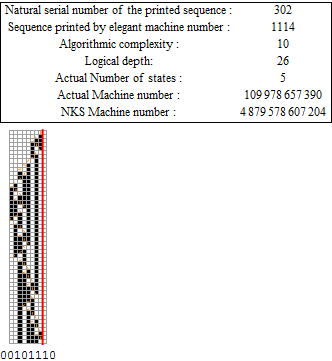 Natural serial number of the printed sequence : 302
Sequence printed by elegant machine number : 1114
Algorithmic complexity : 10
Logical depth: 26
Actual Number of states : 5
Actual Machine number : 109 978 657 390
NKS Machine number : 4 879 578 607 204
00101110